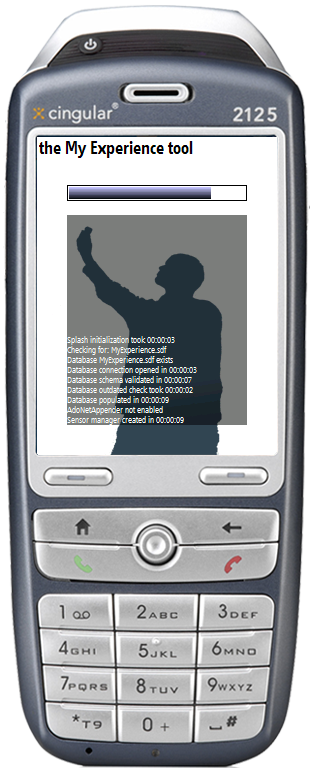 cingular®
2125
the My Experience tool
Splash initialization took 00:00:03
Checking for: MyExperience.sdf
Database MyExperience.sdf exists
Database connection opened in 00:00:03
Database schema validated in 00:00:07
Database outdated check took 00:00:02
Database populated in 00:00:09
AdoNetAppender not enabled
Sensor manager created in 00:00:09
1 2ABC 3DEF
4GHI 5JKL 6MNO
7PQRS 8TUV 9WXYZ
*T9 0 + #